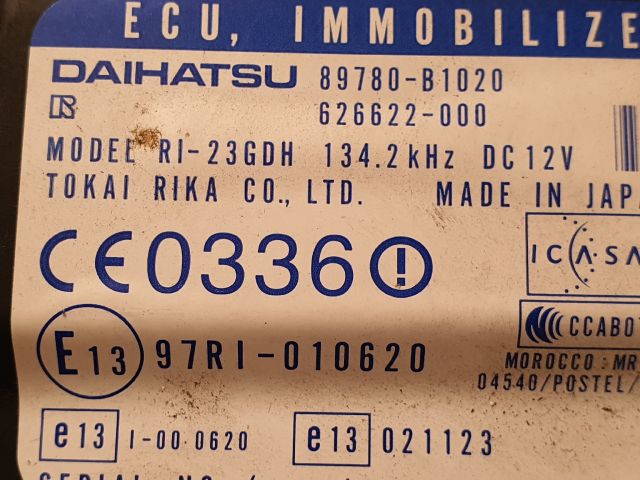 ECU, IMMOBILIZE
DAIHATSU 89780-B1020
626622-000
MODEL RI-23GDH 134.2kHz DC12V
TOKAI RIKA CO., LTD. MADE IN JAPA
CE0336
ICASA
E13 97RI-010620
CCABOT
MOROCCO: MR
04540/POSTEL/
e13 I-00 0620 e13 021123